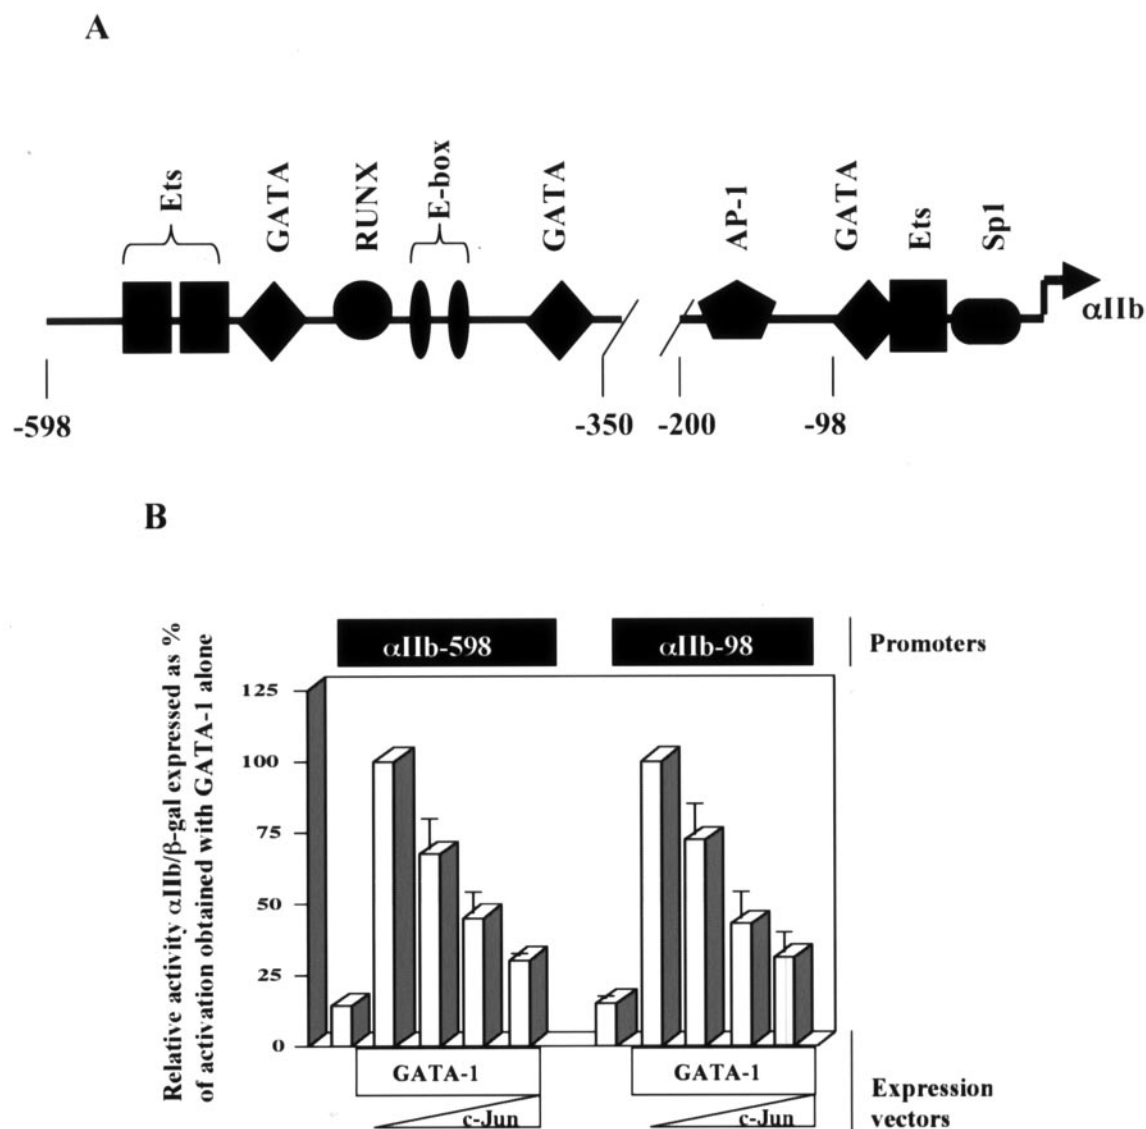 A
Ets
GATA
RUNX
E-box
GATA
AP-1
GATA
Ets
Sp1
αIIb
-598
-350
-200
-98
B
αIIb-598
αIIb-98
Promoters
Relative activity αIIb/β-gal expressed as %
of activation obtained with GATA-1 alone
125
100
75
50
25
0
GATA-1
GATA-1
c-Jun
c-Jun
Expression
vectors